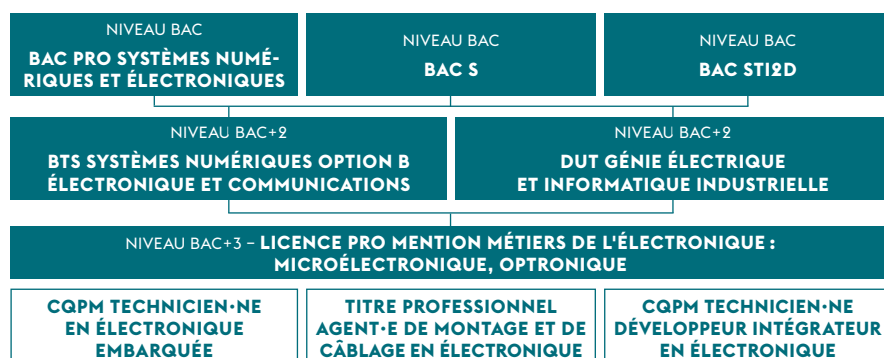 NIVEAU BAC
BAC PRO SYSTÈMES NUMÉ-
RIQUES ET ÉLECTRONIQUES
NIVEAU BAC
BAC S
NIVEAU BAC
BAC STI2D
NIVEAU BAC+2
BTS SYSTÈMES NUMÉRIQUES OPTION B
ÉLECTRONIQUE ET COMMUNICATIONS
NIVEAU BAC+2
DUT GÉNIE ÉLECTRIQUE
ET INFORMATIQUE INDUSTRIELLE
NIVEAU BAC+3 – LICENCE PRO MENTION MÉTIERS DE L'ÉLECTRONIQUE :
MICROÉLECTRONIQUE, OPTRONIQUE
CQPM TECHNICIEN·NE
EN ÉLECTRONIQUE
EMBARQUÉE
TITRE PROFESSIONNEL
AGENT·E DE MONTAGE ET DE
CÂBLAGE EN ÉLECTRONIQUE
CQPM TECHNICIEN·NE
DÉVELOPPEUR INTÉGRATEUR
EN ÉLECTRONIQUE